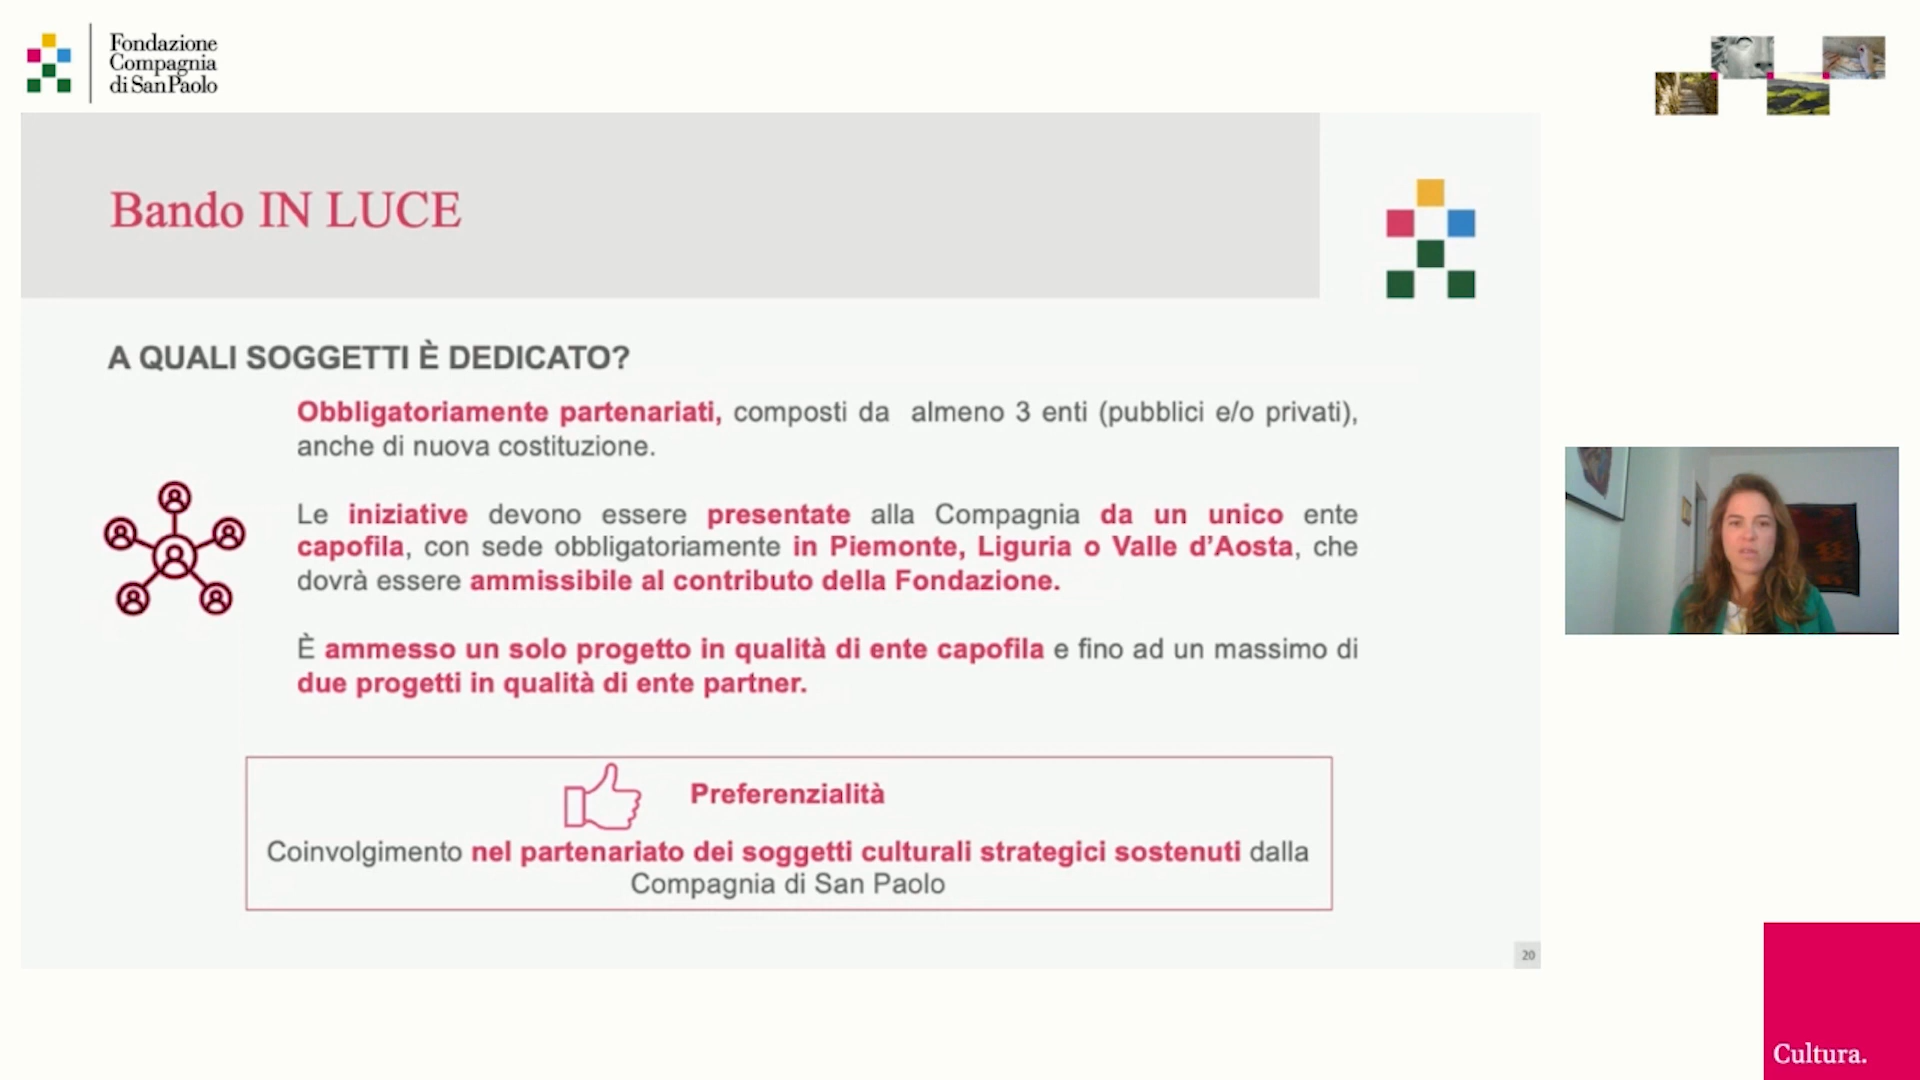 Fondazione
Compagnia
di San Paolo
Bando IN LUCE
A QUALI SOGGETTI È DEDICATO?
Obbligatoriamente partenariati, composti da almeno 3 enti (pubblici e/o privati),
anche di nuova costituzione.
Le iniziative devono essere presentate alla Compagnia da un unico ente
capofila, con sede obbligatoriamente in Piemonte, Liguria o Valle d'Aosta, che
dovrà essere ammissibile al contributo della Fondazione.
È ammesso un solo progetto in qualità di ente capofila e fino ad un massimo di
due progetti in qualità di ente partner.
Preferenzialità
Coinvolgimento nel partenariato dei soggetti culturali strategici sostenuti dalla
Compagnia di San Paolo
20
Cultura.